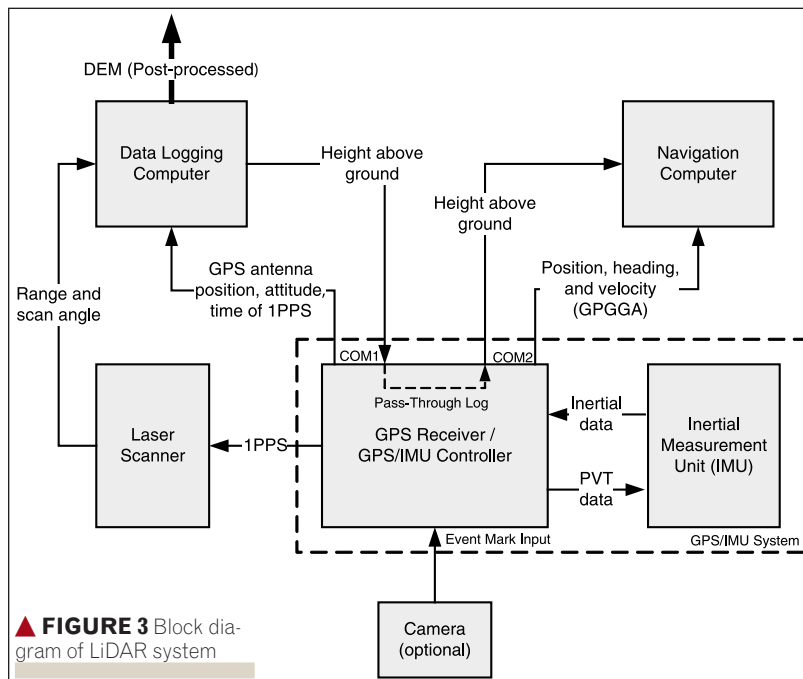 DEM (Post-processed)
Data Logging
Computer
Height above
ground
Navigation
Computer
Height above
ground
GPS antenna
position, attitude,
time of 1PPS
Position, heading,
and velocity
(GPGGA)
Range and
scan angle
COM1
COM2
Pass-Through Log
GPS Receiver /
GPS/IMU Controller
Inertial
data
Inertial
Measurement
Unit (IMU)
Laser
Scanner
1PPS
PVT
data
Event Mark Input
GPS/IMU System
Camera
(optional)
▲ FIGURE 3 Block dia-
gram of LiDAR system